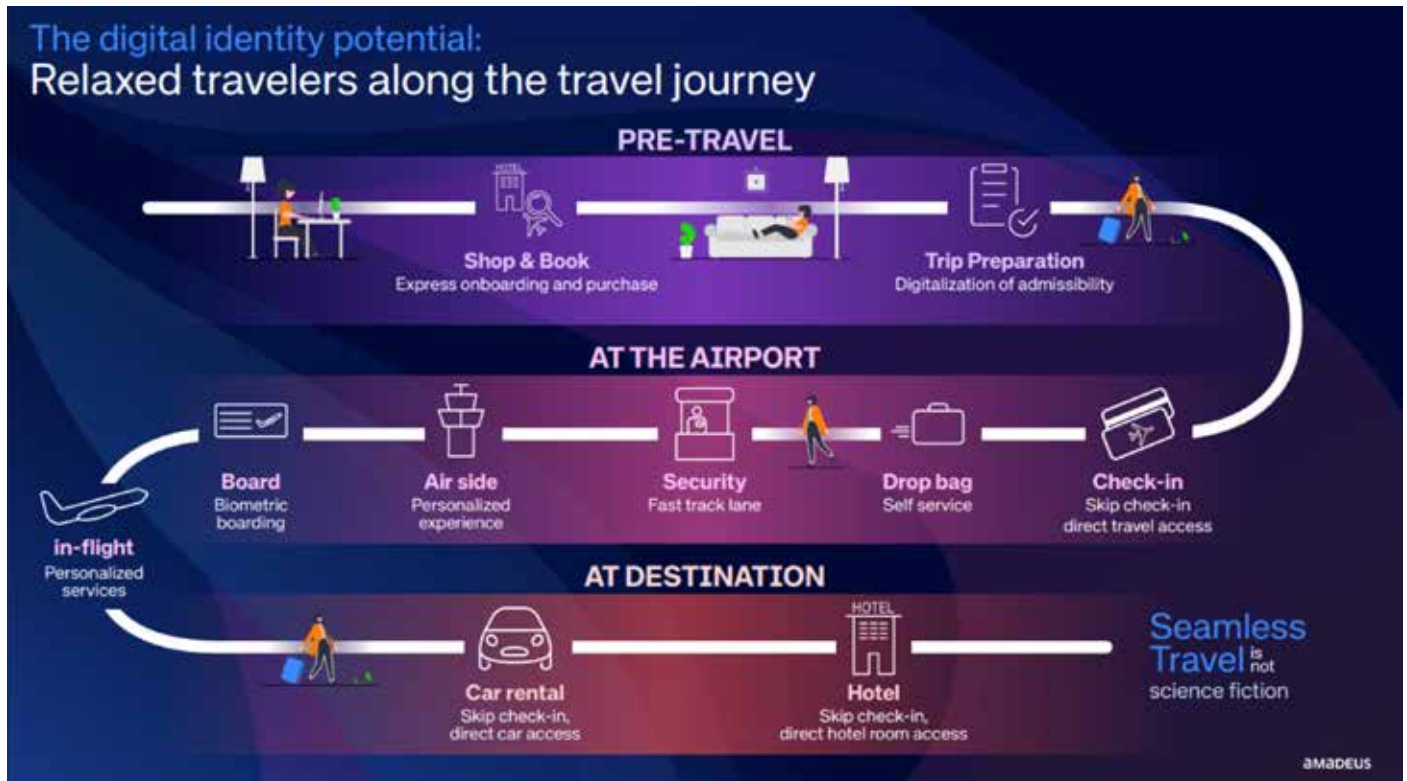 The digital identity potential:
Relaxed travelers along the travel journey
PRE-TRAVEL
HOTEL
Shop & Book
Express onboarding and purchase
Trip Preparation
Digitalization of admissibility
AT THE AIRPORT
Board
Biometric
boarding
Air side
Personalized
experience
Security
Fast track lane
Drop bag
Self service
Check-in
Skip check-in
direct travel access
in-flight
Personalized
services
AT DESTINATION
Car rental
Skip check-in,
direct car access
HOTEL
Hotel
Skip check-in,
direct hotel room access
Seamless
Travel is not
science fiction
aMaDEUS